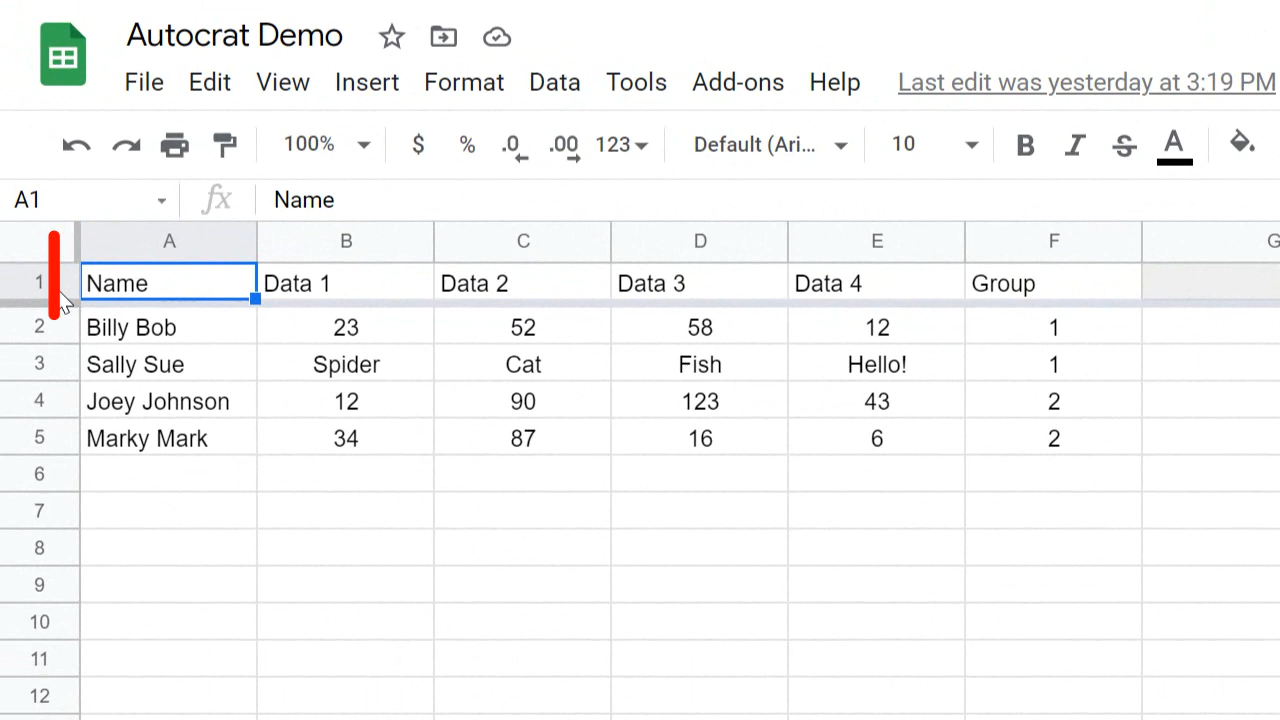 Autocrat Demo
File Edit View Insert Format Data Tools Add-ons Help Last edit was yesterday at 3:19 PM
100% $ % .0 .00 123 Default (Ari... 10 B I S A
A1 fx Name
A B C D E F G
1 Name Data 1 Data 2 Data 3 Data 4 Group
2 Billy Bob 23 52 58 12 1
3 Sally Sue Spider Cat Fish Hello! 1
4 Joey Johnson 12 90 123 43 2
5 Marky Mark 34 87 16 6 2
6
7
8
9
10
11
12